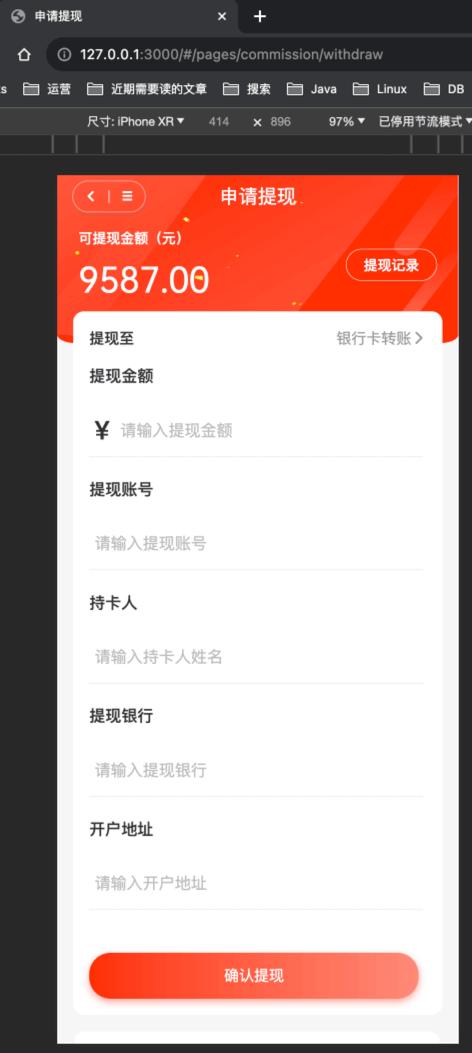 申请提现
127.0.0.1:3000/#/pages/commission/withdraw
运营 近期需要读的文章 搜索 Java Linux DB
尺寸: iPhone XR 414 × 896 97% 已停用节流模式
申请提现
可提现金额（元）
9587.00
提现记录
提现至 银行卡转账
提现金额
¥ 请输入提现金额
提现账号
请输入提现账号
持卡人
请输入持卡人姓名
提现银行
请输入提现银行
开户地址
请输入开户地址
确认提现